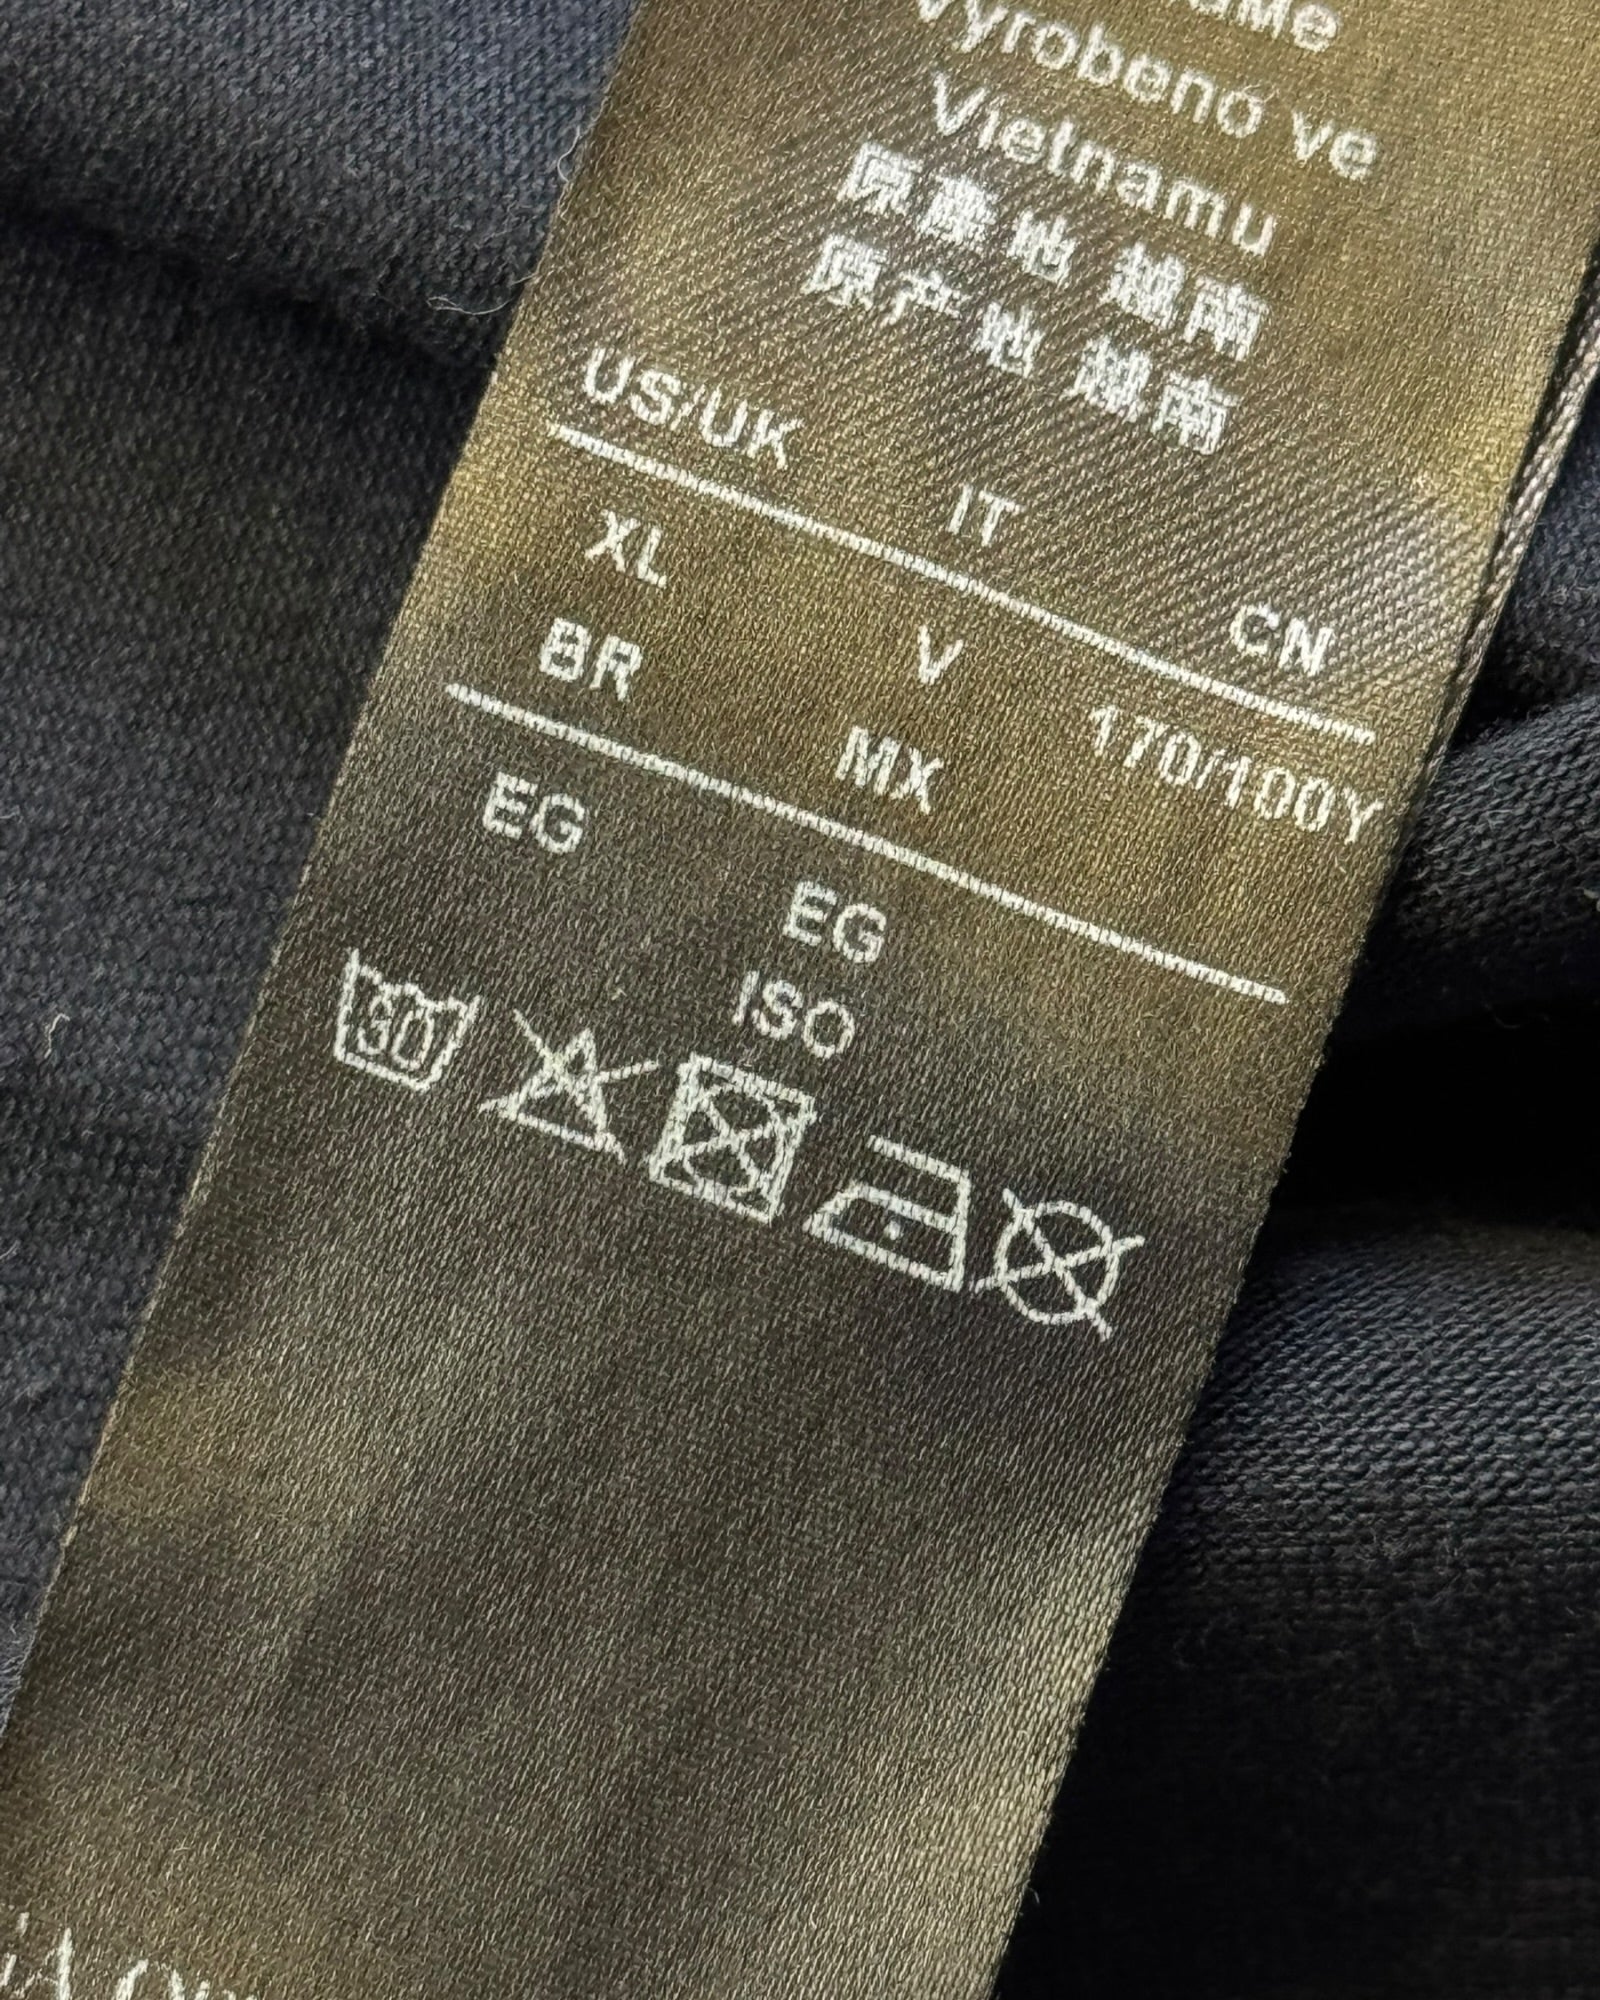 Vyrobeno ve
Vietnamu
原產地 越南
原产地 越南
US/UK IT CN
XL V 170/100Y
BR MX
EG EG
ISO
30